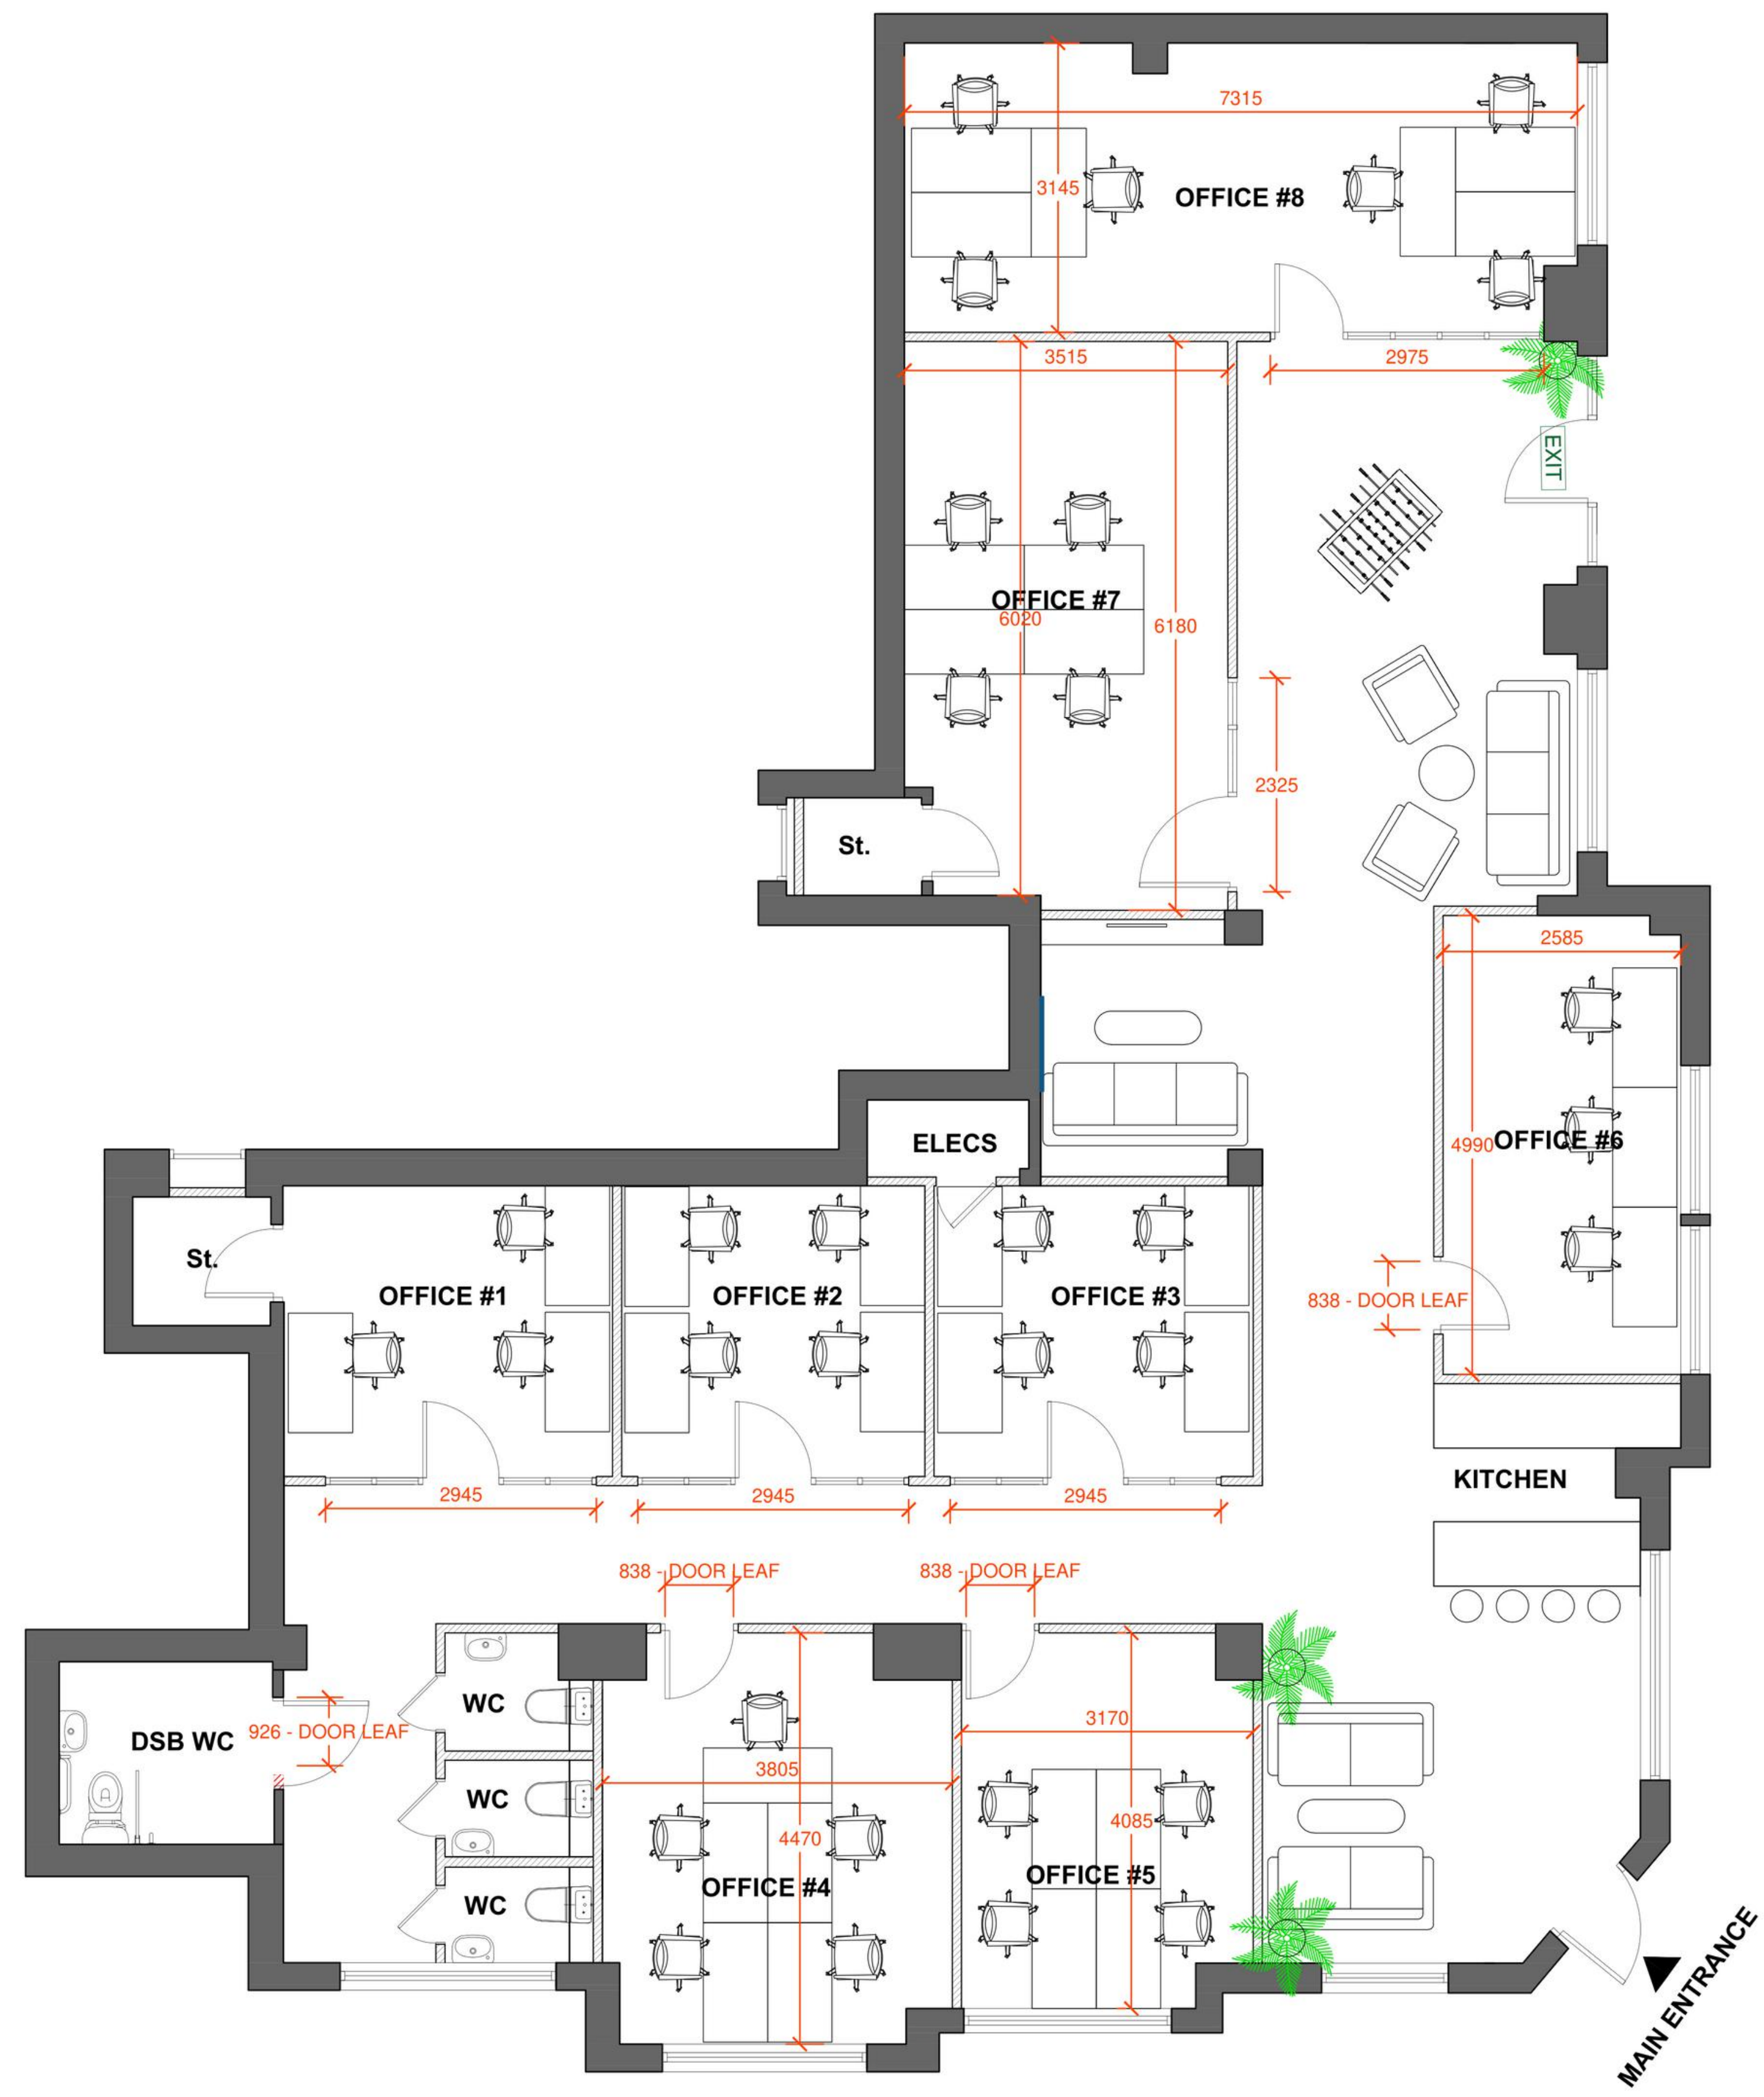 7315
3145
OFFICE #8
3515
2975
EXIT
OFFICE #7
6020
6180
2325
St.
2585
4990
OFFICE #6
ELECS
St.
OFFICE #1
OFFICE #2
OFFICE #3
838 - DOOR LEAF
KITCHEN
2945
2945
2945
838 - DOOR LEAF
838 - DOOR LEAF
WC
DSB WC
926 - DOOR LEAF
3170
3805
WC
4085
4470
OFFICE #5
OFFICE #4
WC
MAIN ENTRANCE